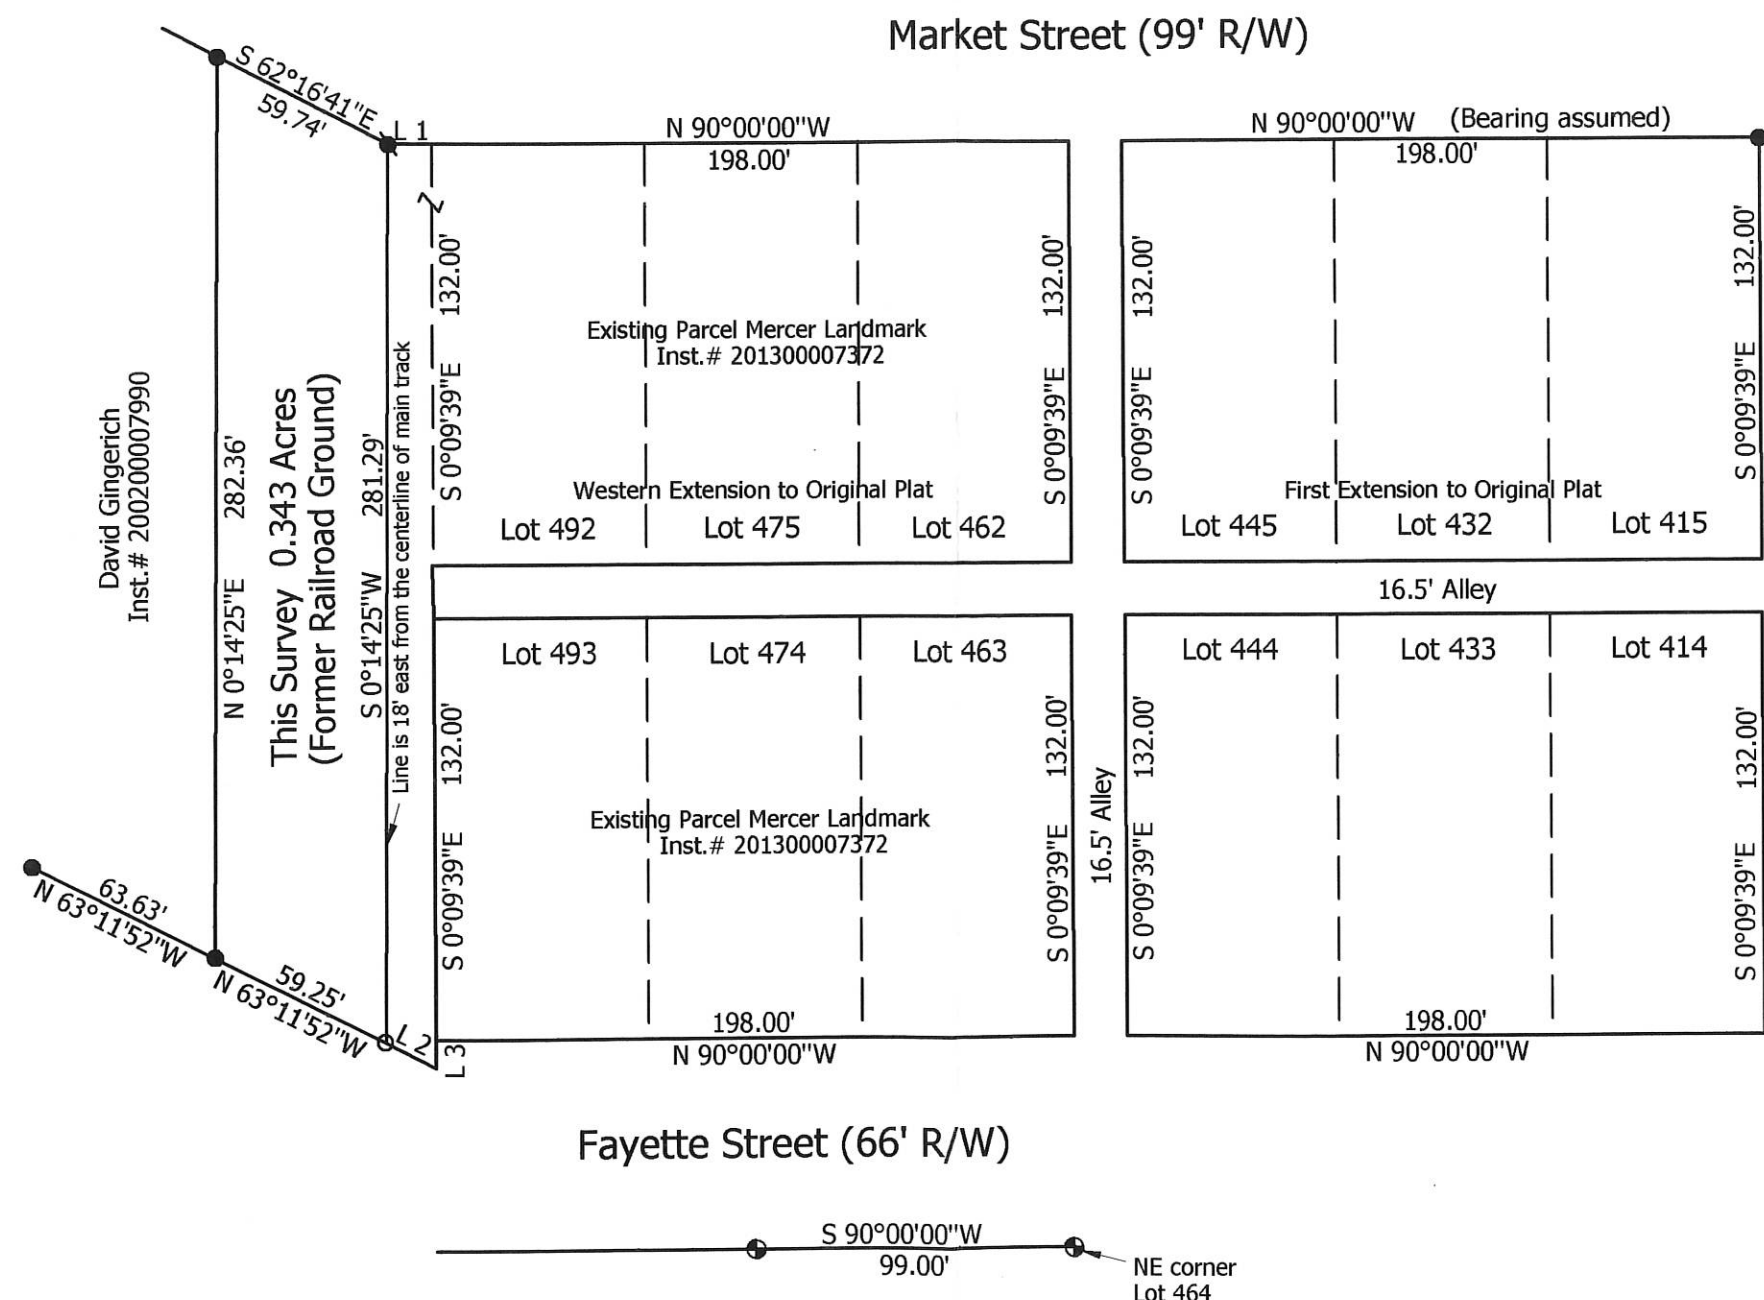 Market Street (99' R/W)
S 62°16'41"E
59.74'
L 1
N 90°00'00"W
198.00'
N 90°00'00"W (Bearing assumed)
198.00'
Z
S 0°09'39"E 132.00'
S 0°09'39"E 132.00'
S 0°09'39"E 132.00'
S 0°09'39"E 132.00'
Existing Parcel Mercer Landmark
Inst.# 201300007372
Western Extension to Original Plat
First Extension to Original Plat
Lot 492
Lot 475
Lot 462
Lot 445
Lot 432
Lot 415
David Gingerich
Inst.# 200200007990
N 0°14'25"E 282.36'
This Survey 0.343 Acres
(Former Railroad Ground)
S 0°14'25"W 281.29'
Line is 18' east from the centerline of main track
16.5' Alley
Lot 493
Lot 474
Lot 463
Lot 444
Lot 433
Lot 414
S 0°09'39"E 132.00'
S 0°09'39"E 132.00'
16.5' Alley
S 0°09'39"E 132.00'
S 0°09'39"E 132.00'
Existing Parcel Mercer Landmark
Inst.# 201300007372
63.63'
N 63°11'52"W
59.25'
N 63°11'52"W
L 2
L 3
198.00'
N 90°00'00"W
198.00'
N 90°00'00"W
Fayette Street (66' R/W)
S 90°00'00"W
99.00'
NE corner
Lot 464